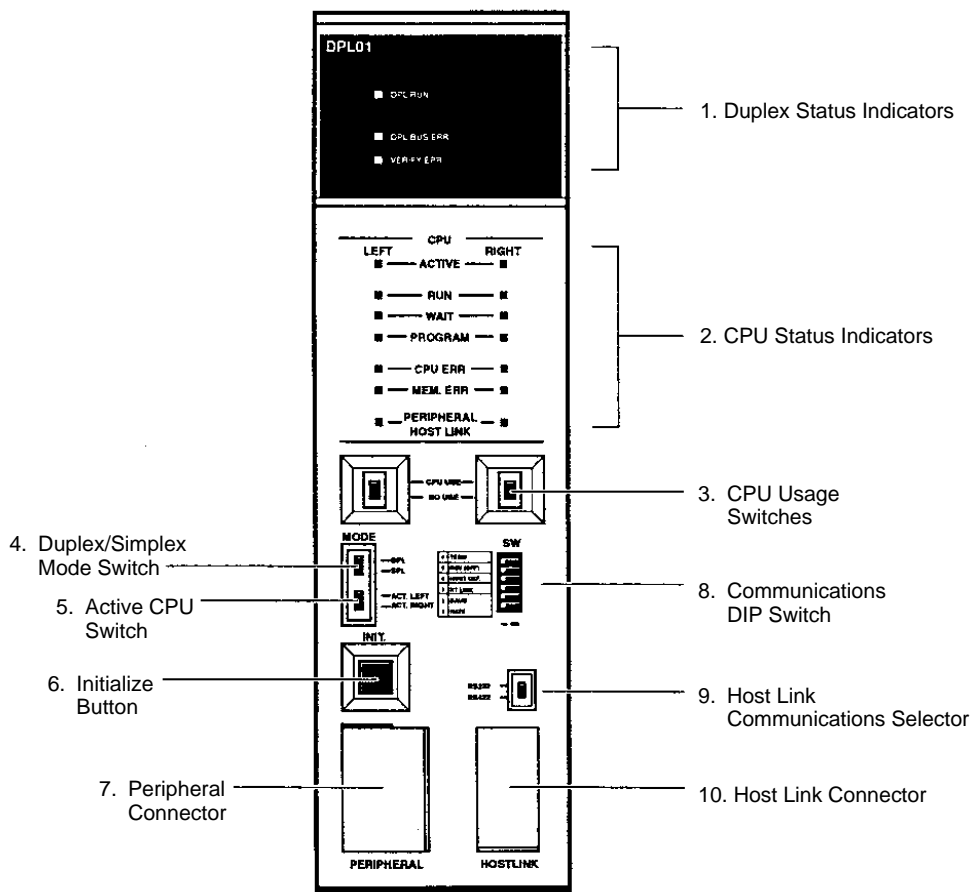 DPL01
DPL RUN
DPL BUS ERR
VERIFY ERR
1. Duplex Status Indicators
CPU
LEFT RIGHT
ACTIVE
RUN
WAIT
PROGRAM
CPU ERR
MEM. ERR
PERIPHERAL
HOST LINK
2. CPU Status Indicators
CPU USE
NO USE
3. CPU Usage
Switches
MODE
DPL
SPL
ACT. LEFT
ACT. RIGHT
4. Duplex/Simplex
Mode Switch
5. Active CPU
Switch
SW
8. Communications
DIP Switch
INIT.
6. Initialize
Button
RS232
RS422
9. Host Link
Communications Selector
7. Peripheral
Connector
10. Host Link Connector
PERIPHERAL
HOSTLINK